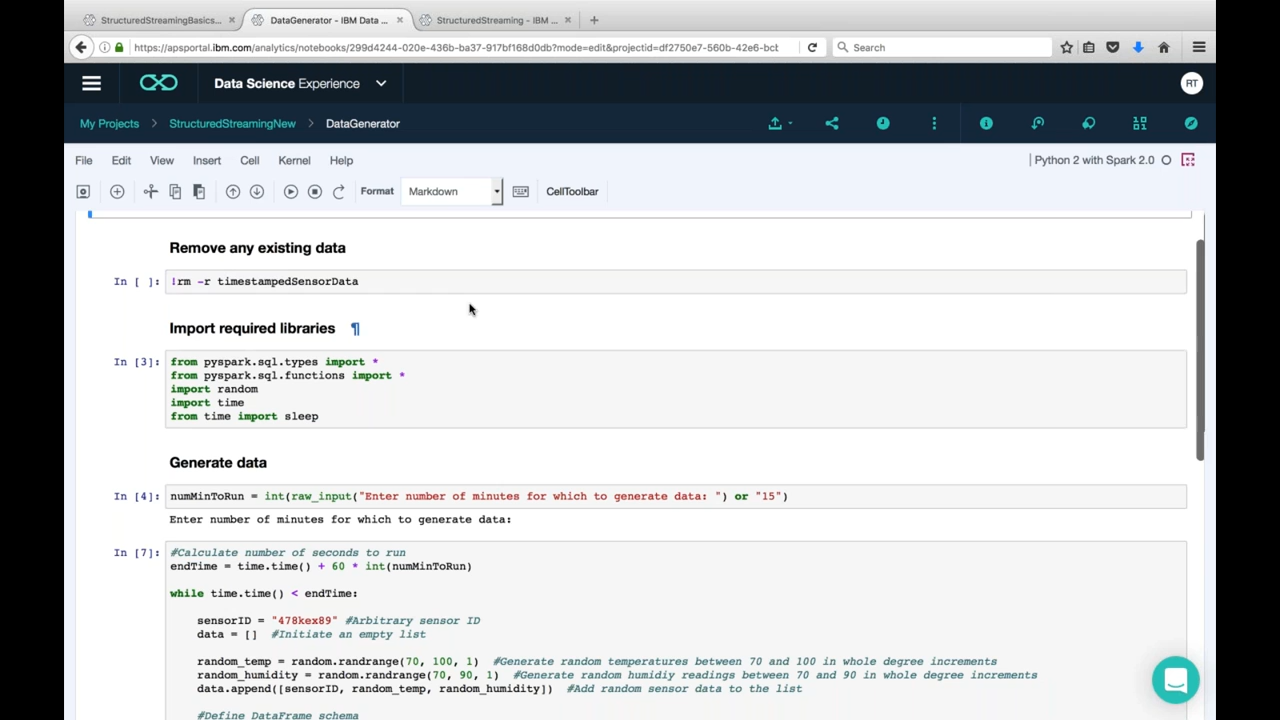 StructuredStreamingBasics... × DataGenerator - IBM Data ... × StructuredStreaming - IBM ... × +
https://apsportal.ibm.com/analytics/notebooks/299d4244-020e-436b-ba37-917bf168d0db?mode=edit&projectid=df2750e7-560b-42e6-bcb Search
Data Science Experience RT
My Projects > StructuredStreamingNew > DataGenerator
File Edit View Insert Cell Kernel Help | Python 2 with Spark 2.0
Format Markdown CellToolbar
Remove any existing data
In [ ]: !rm -r timestampedSensorData
Import required libraries ¶
In [3]: from pyspark.sql.types import *
from pyspark.sql.functions import *
import random
import time
from time import sleep
Generate data
In [4]: numMinToRun = int(raw_input("Enter number of minutes for which to generate data: ") or "15")
Enter number of minutes for which to generate data:
In [7]: #Calculate number of seconds to run
endTime = time.time() + 60 * int(numMinToRun)
while time.time() < endTime:
sensorID = "478kex89" #Arbitrary sensor ID
data = [] #Initiate an empty list
random_temp = random.randrange(70, 100, 1) #Generate random temperatures between 70 and 100 in whole degree increments
random_humidity = random.randrange(70, 90, 1) #Generate random humidiy readings between 70 and 90 in whole degree increments
data.append([sensorID, random_temp, random_humidity]) #Add random sensor data to the list
#Define DataFrame schema